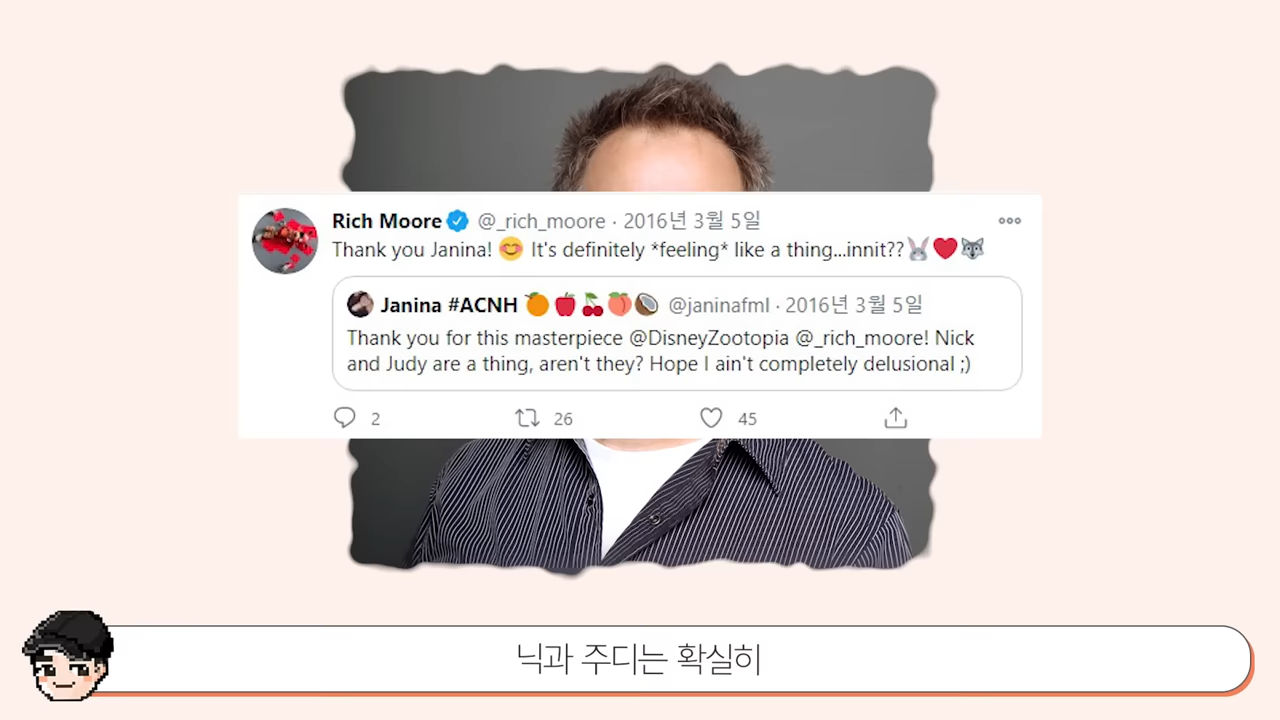 Rich Moore @_rich_moore · 2016년 3월 5일
Thank you Janina! 😊 It's definitely *feeling* like a thing...innit??🐰❤️🐺
Janina #ACNH 🍊🍎🍒🍑🥥 @janinafml · 2016년 3월 5일
Thank you for this masterpiece @DisneyZootopia @_rich_moore! Nick
and Judy are a thing, aren't they? Hope I ain't completely delusional ;)
2 26 45
닉과 주디는 확실히